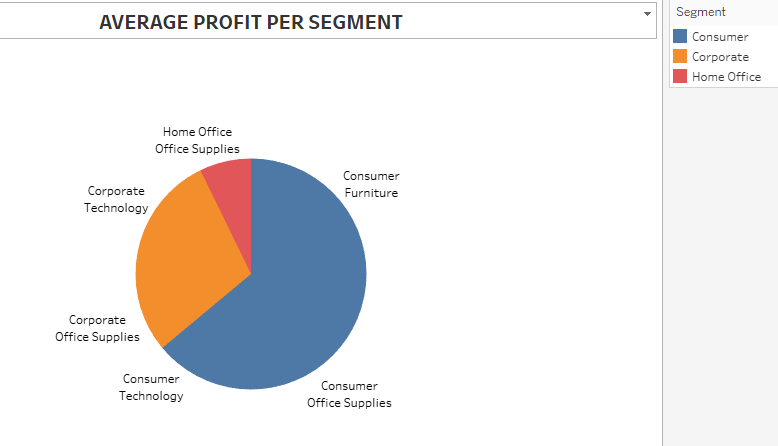 AVERAGE PROFIT PER SEGMENT
Segment
Consumer
Corporate
Home Office
Home Office
Office Supplies
Consumer
Furniture
Corporate
Technology
Corporate
Office Supplies
Consumer
Technology
Consumer
Office Supplies